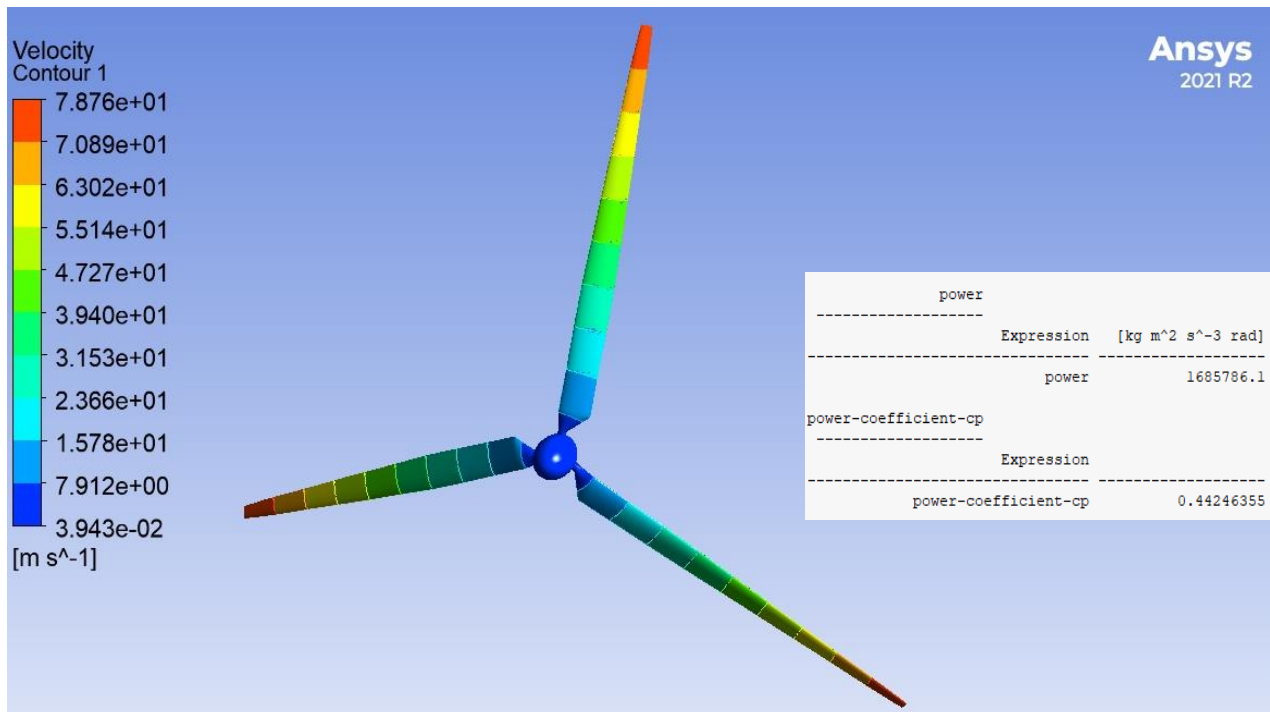 Velocity
Contour 1
7.876e+01
7.089e+01
6.302e+01
5.514e+01
4.727e+01
3.940e+01
3.153e+01
2.366e+01
1.578e+01
7.912e+00
3.943e-02
[m s^-1]
Ansys
2021 R2
power
-------------------
Expression [kg m^2 s^-3 rad]
-------------------------------- -------------------
power 1685786.1
power-coefficient-cp
-------------------
Expression
-------------------------------- -------------------
power-coefficient-cp 0.44246355